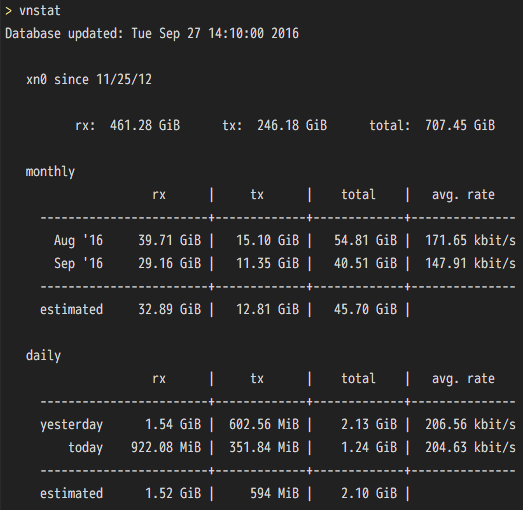 > vnstat
Database updated: Tue Sep 27 14:10:00 2016
xn0 since 11/25/12
rx:  461.28 GiB      tx:  246.18 GiB      total:  707.45 GiB
monthly
rx      |     tx      |    total    |   avg. rate
------------------------+-------------+-------------+---------------
Aug '16     39.71 GiB |   15.10 GiB |   54.81 GiB |  171.65 kbit/s
Sep '16     29.16 GiB |   11.35 GiB |   40.51 GiB |  147.91 kbit/s
------------------------+-------------+-------------+---------------
estimated     32.89 GiB |   12.81 GiB |   45.70 GiB |
daily
rx      |     tx      |    total    |   avg. rate
------------------------+-------------+-------------+---------------
yesterday      1.54 GiB |  602.56 MiB |    2.13 GiB |  206.56 kbit/s
today    922.08 MiB |  351.84 MiB |    1.24 GiB |  204.63 kbit/s
------------------------+-------------+-------------+---------------
estimated      1.52 GiB |     594 MiB |    2.10 GiB |